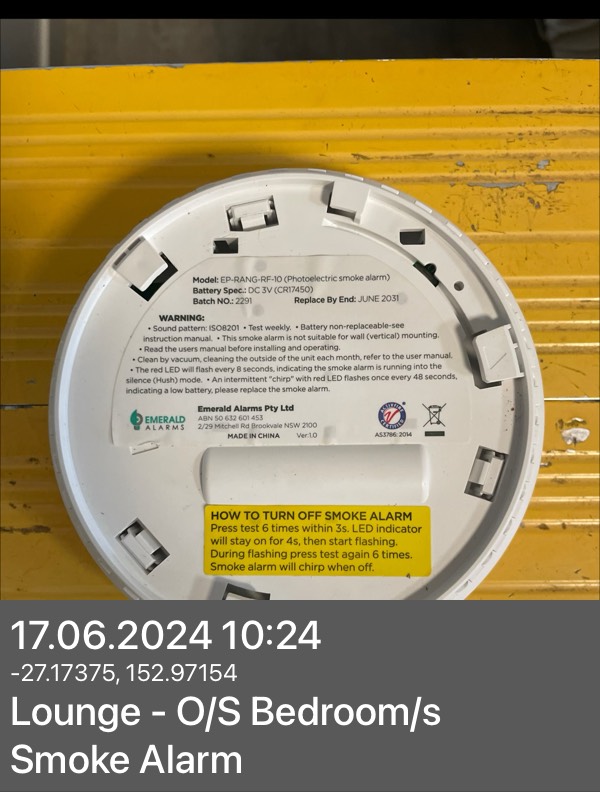 Model: EP-RANG-RF-10 (Photoelectric smoke alarm)
Battery Spec.: DC 3V (CR17450)
Batch NO.: 2291 Replace By End: JUNE 2031
WARNING:
• Sound pattern: ISO8201 • Test weekly. • Battery non-replaceable-see
instruction manual. • This smoke alarm is not suitable for wall (vertical) mounting.
• Read the users manual before installing and operating.
• Clean by vacuum, cleaning the outside of the unit each month, refer to the user manual.
• The red LED will flash every 8 seconds, indicating the smoke alarm is running into the
silence (Hush) mode. • An intermittent "chirp" with red LED flashes once every 48 seconds,
indicating a low battery, please replace the smoke alarm.
EMERALD
ALARMS
Emerald Alarms Pty Ltd
ABN 50 632 601 453
2/29 Mitchell Rd Brookvale NSW 2100
MADE IN CHINA Ver:1.0
AS3786: 2014
HOW TO TURN OFF SMOKE ALARM
Press test 6 times within 3s. LED indicator
will stay on for 4s, then start flashing.
During flashing press test again 6 times.
Smoke alarm will chirp when off.
17.06.2024 10:24
-27.17375, 152.97154
Lounge - O/S Bedroom/s
Smoke Alarm